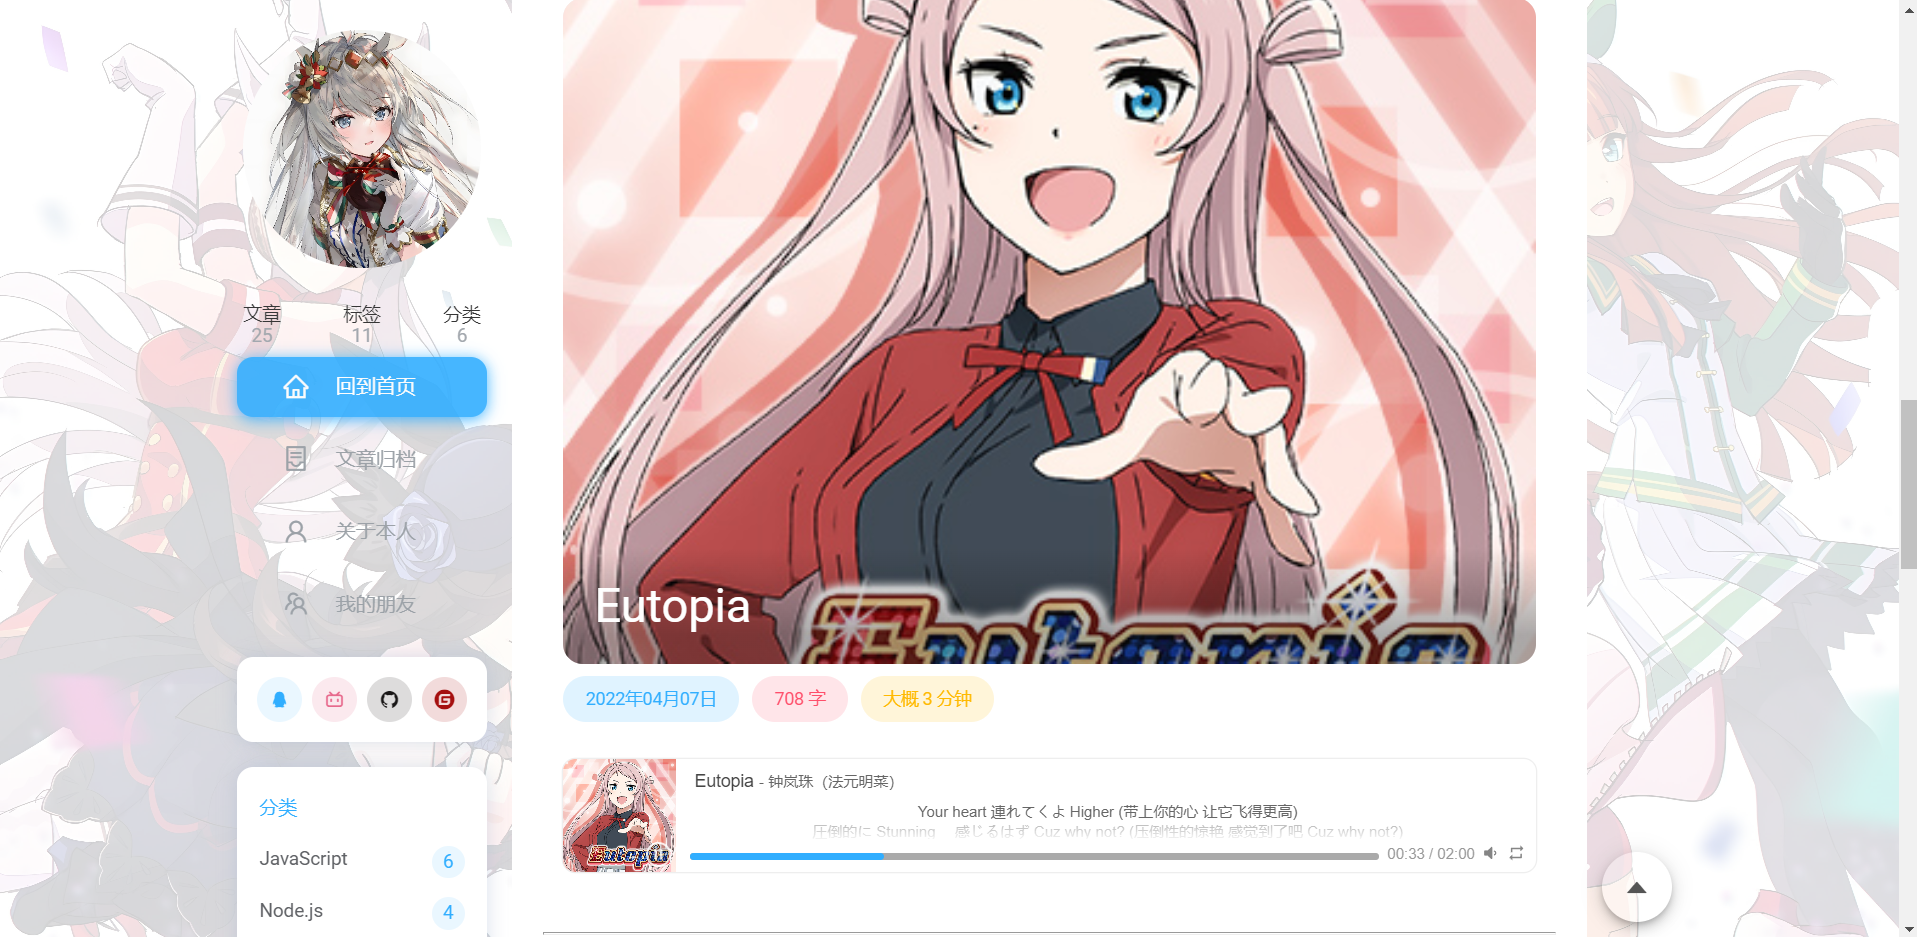 文章
25
标签
11
分类
6
回到首页
文章归档
关于本人
我的朋友
分类
JavaScript
6
Node.js
4
Eutopia
Eutopia
2022年04月07日
708 字
大概 3 分钟
Eutopia
Eutopia - 钟岚珠（法元明菜）
Your heart 連れてくよ Higher (带上你的心 让它飞得更高)
圧倒的に Stunning 感じるはず Cuz why not? (压倒性的惊艳 感觉到了吧 Cuz why not?)
00:33 / 02:00